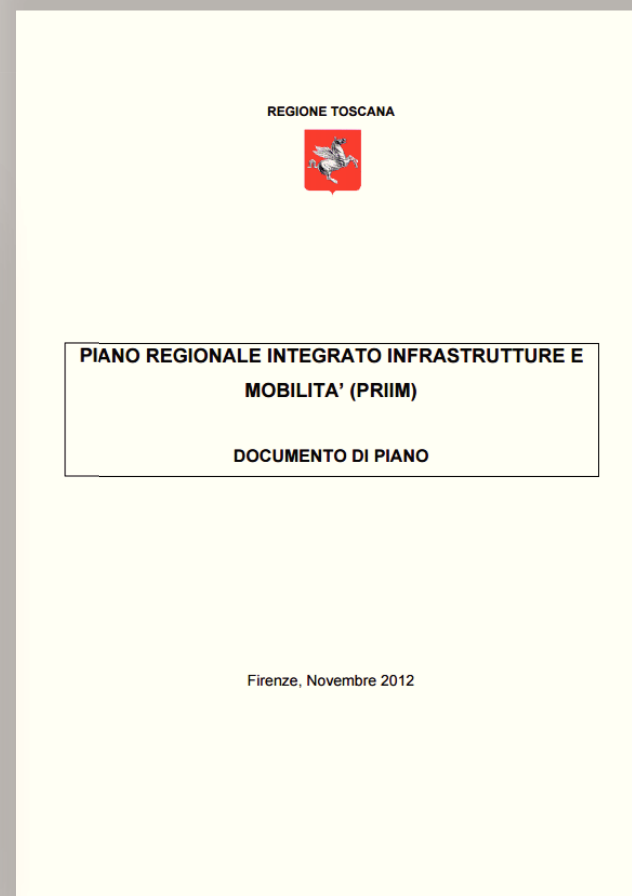 REGIONE TOSCANA
PIANO REGIONALE INTEGRATO INFRASTRUTTURE E
MOBILITA' (PRIIM)
DOCUMENTO DI PIANO
Firenze, Novembre 2012